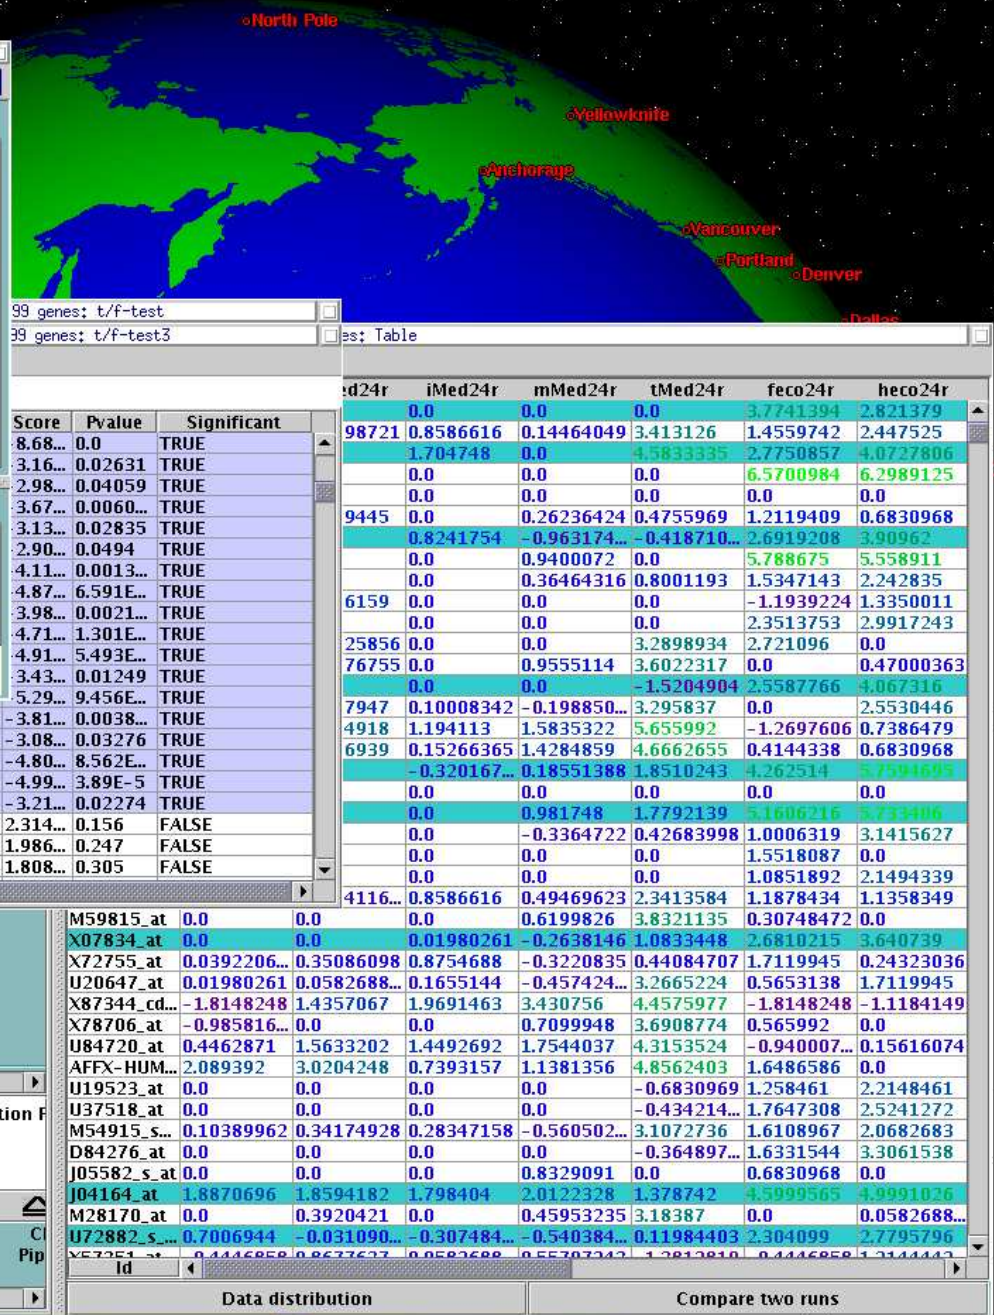 North Pole
Yellowknife
Anchorage
Vancouver
Portland
Denver
Dallas
99 genes: t/f-test
99 genes: t/f-test3
es: Table
ed24r iMed24r mMed24r tMed24r feco24r heco24r
0.0 0.0 0.0 3.7741394 2.821379
98721 0.8586616 0.14464049 3.413126 1.4559742 2.447525
1.704748 0.0 4.5833335 2.7750857 4.0727806
0.0 0.0 0.0 6.5700984 6.2989125
0.0 0.0 0.0 0.0 0.0
9445 0.0 0.26236424 0.4755969 1.2119409 0.6830968
0.8241754 -0.963174... -0.418710... 2.6919208 3.90962
0.0 0.9400072 0.0 5.788675 5.558911
0.0 0.36464316 0.8001193 1.5347143 2.242835
6159 0.0 0.0 0.0 -1.1939224 1.3350011
0.0 0.0 0.0 2.3513753 2.9917243
25856 0.0 0.0 3.2898934 2.721096 0.0
76755 0.0 0.9555114 3.6022317 0.0 0.47000363
0.0 0.0 -1.5204904 2.5587766 4.067316
7947 0.10008342 -0.198850... 3.295837 0.0 2.5530446
4918 1.194113 1.5835322 5.655992 -1.2697606 0.7386479
6939 0.15266365 1.4284859 4.6662655 0.4144338 0.6830968
-0.320167... 0.18551388 1.8510243 4.262514 5.7594695
0.0 0.0 0.0 0.0 0.0
0.0 0.981748 1.7792139 5.1606216 5.733406
0.0 -0.3364722 0.42683998 1.0006319 3.1415627
0.0 0.0 0.0 1.5518087 0.0
0.0 0.0 0.0 1.0851892 2.1494339
4116... 0.8586616 0.49469623 2.3413584 1.1878434 1.1358349
Score Pvalue Significant
8.68... 0.0 TRUE
3.16... 0.02631 TRUE
2.98... 0.04059 TRUE
3.67... 0.0060... TRUE
3.13... 0.02835 TRUE
2.90... 0.0494 TRUE
4.11... 0.0013... TRUE
4.87... 6.591E... TRUE
3.98... 0.0021... TRUE
4.71... 1.301E... TRUE
4.91... 5.493E... TRUE
3.43... 0.01249 TRUE
5.29... 9.456E... TRUE
-3.81... 0.0038... TRUE
-3.08... 0.03276 TRUE
-4.80... 8.562E... TRUE
-4.99... 3.89E-5 TRUE
-3.21... 0.02274 TRUE
2.314... 0.156 FALSE
1.986... 0.247 FALSE
1.808... 0.305 FALSE
M59815_at 0.0 0.0 0.0 0.6199826 3.8321135 0.30748472 0.0
X07834_at 0.0 0.0 0.01980261 -0.2638146 1.0833448 2.6810215 3.640739
X72755_at 0.0392206... 0.35086098 0.8754688 -0.3220835 0.44084707 1.7119945 0.24323036
U20647_at 0.01980261 0.0582688... 0.1655144 -0.457424... 3.2665224 0.5653138 1.7119945
X87344_cd... -1.8148248 1.4357067 1.9691463 3.430756 4.4575977 -1.8148248 -1.1184149
X78706_at -0.985816... 0.0 0.0 0.7099948 3.6908774 0.565992 0.0
U84720_at 0.4462871 1.5633202 1.4492692 1.7544037 4.3153524 -0.940007... 0.15616074
AFFX-HUM... 2.089392 3.0204248 0.7393157 1.1381356 4.8562403 1.6486586 0.0
U19523_at 0.0 0.0 0.0 0.0 -0.6830969 1.258461 2.2148461
U37518_at 0.0 0.0 0.0 0.0 -0.434214... 1.7647308 2.5241272
M54915_s... 0.10389962 0.34174928 0.28347158 -0.560502... 3.1072736 1.6108967 2.0682683
D84276_at 0.0 0.0 0.0 0.0 -0.364897... 1.6331544 3.3061538
J05582_s_at 0.0 0.0 0.0 0.8329091 0.0 0.6830968 0.0
J04164_at 1.8870696 1.8594182 1.798404 2.0122328 1.378742 4.5999565 4.9991026
M28170_at 0.0 0.3920421 0.0 0.45953235 3.18387 0.0 0.0582688...
U72882_s_... 0.7006944 -0.031090... -0.307484... -0.540384... 0.11984403 2.304099 2.7795796
Id
tion
Pip
Data distribution Compare two runs